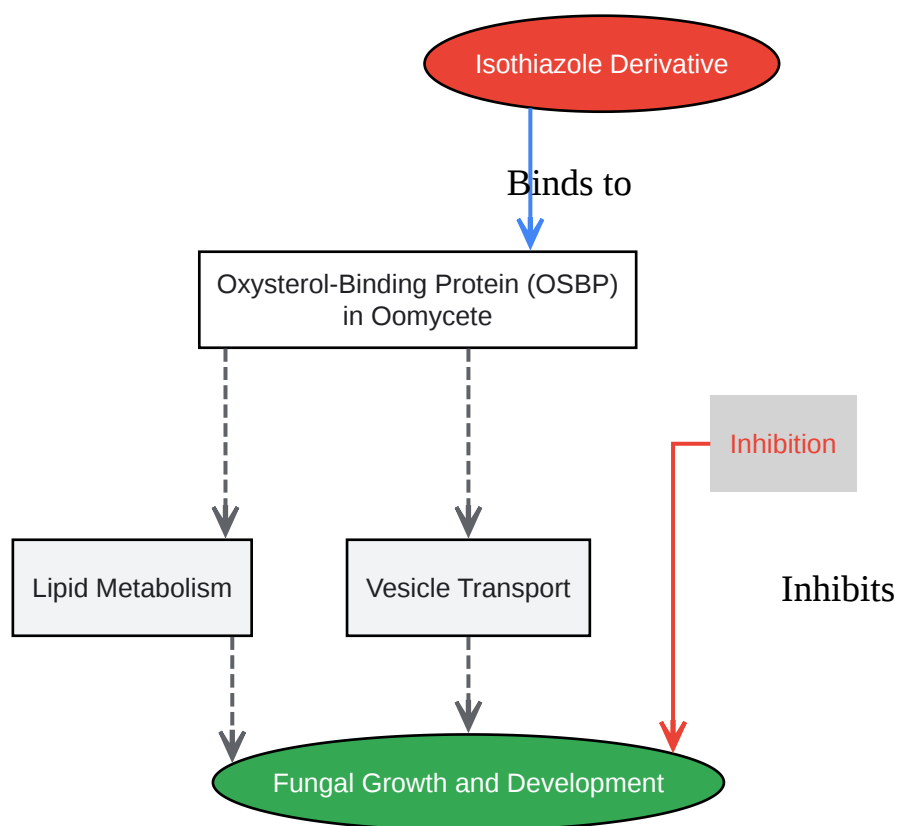 Isothiazole Derivative
Binds to
Oxysterol-Binding Protein (OSBP)
in Oomycete
Inhibition
Lipid Metabolism
Vesicle Transport
Inhibits
Fungal Growth and Development